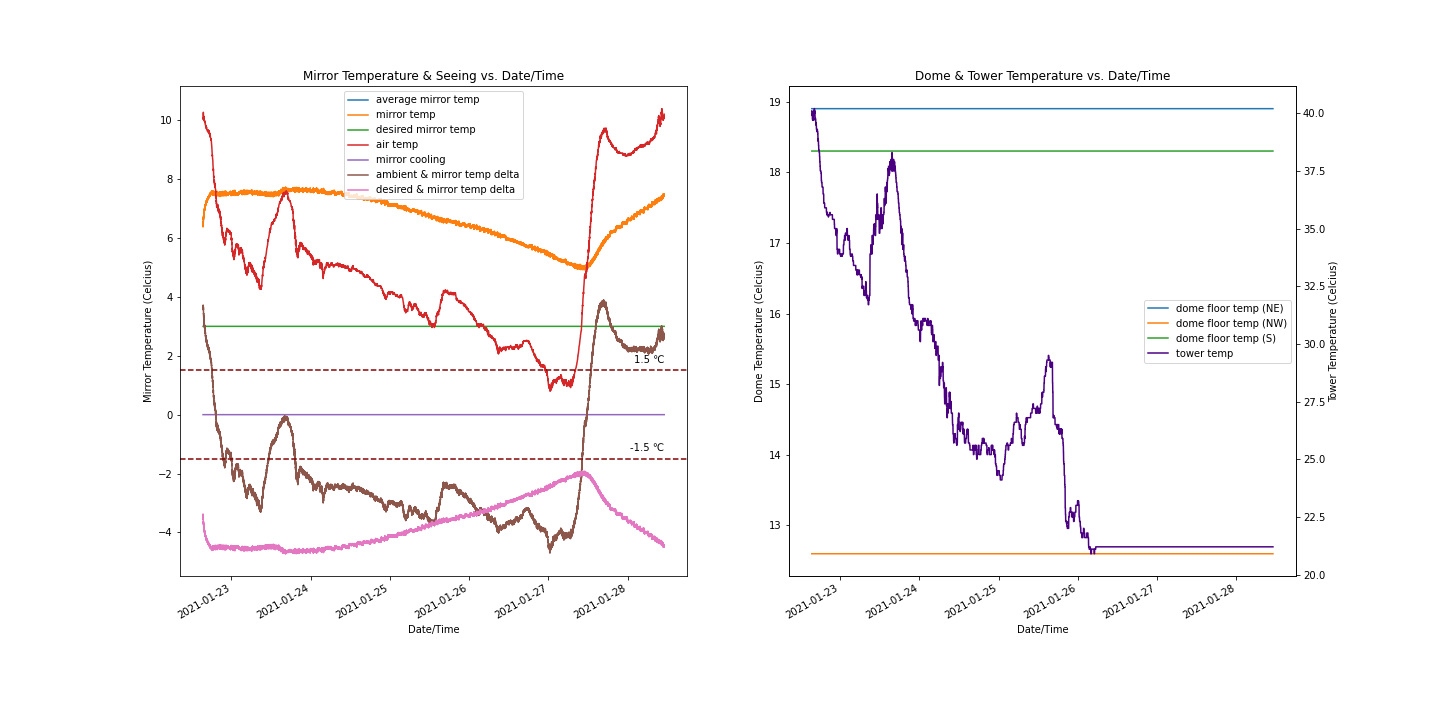 Mirror Temperature & Seeing vs. Date/Time
Mirror Temperature (Celcius)
10
8
6
4
2
0
−2
−4
average mirror temp
mirror temp
desired mirror temp
air temp
mirror cooling
ambient & mirror temp delta
desired & mirror temp delta
1.5 °C
-1.5 °C
2021-01-23
2021-01-24
2021-01-25
2021-01-26
2021-01-27
2021-01-28
Date/Time
Dome & Tower Temperature vs. Date/Time
Dome Temperature (Celcius)
19
18
17
16
15
14
13
dome floor temp (NE)
dome floor temp (NW)
dome floor temp (S)
tower temp
40.0
37.5
35.0
32.5
30.0
27.5
25.0
22.5
20.0
Tower Temperature (Celcius)
2021-01-23
2021-01-24
2021-01-25
2021-01-26
2021-01-27
2021-01-28
Date/Time